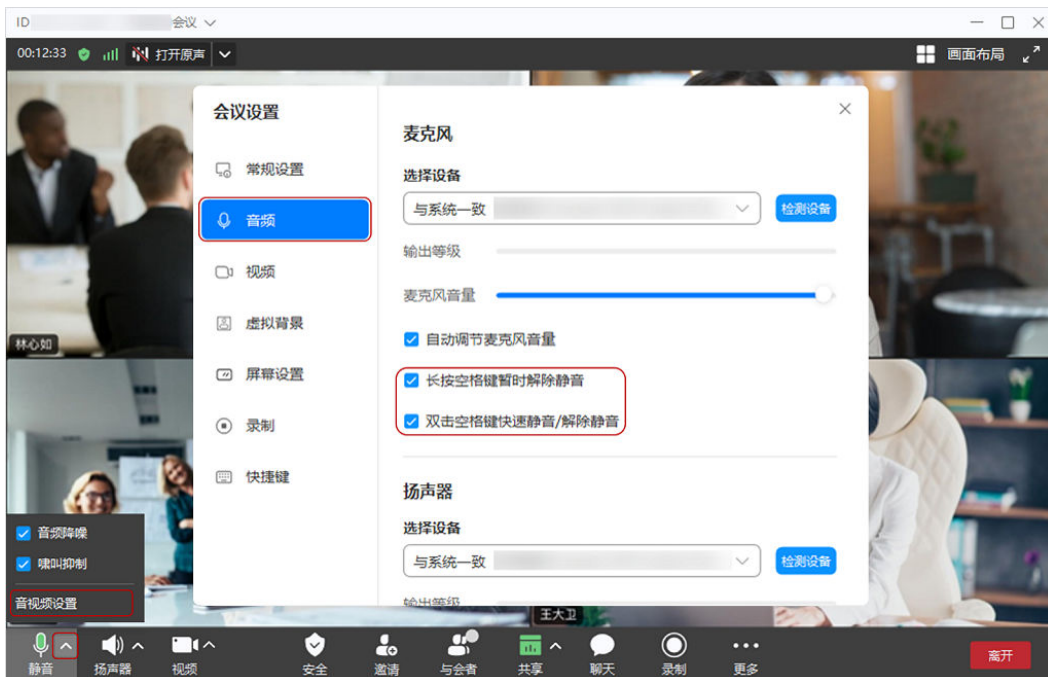 ID 会议
00:12:33 打开原声 画面布局
会议设置
常规设置
音频
视频
虚拟背景
屏幕设置
录制
快捷键
麦克风
选择设备
与系统一致 检测设备
输出等级
麦克风音量
自动调节麦克风音量
长按空格键暂时解除静音
双击空格键快速静音/解除静音
扬声器
选择设备
与系统一致 检测设备
输出等级
林心如
王大卫
音频降噪
啸叫抑制
音视频设置
静音 扬声器 视频 安全 邀请 与会者 共享 聊天 录制 更多 离开